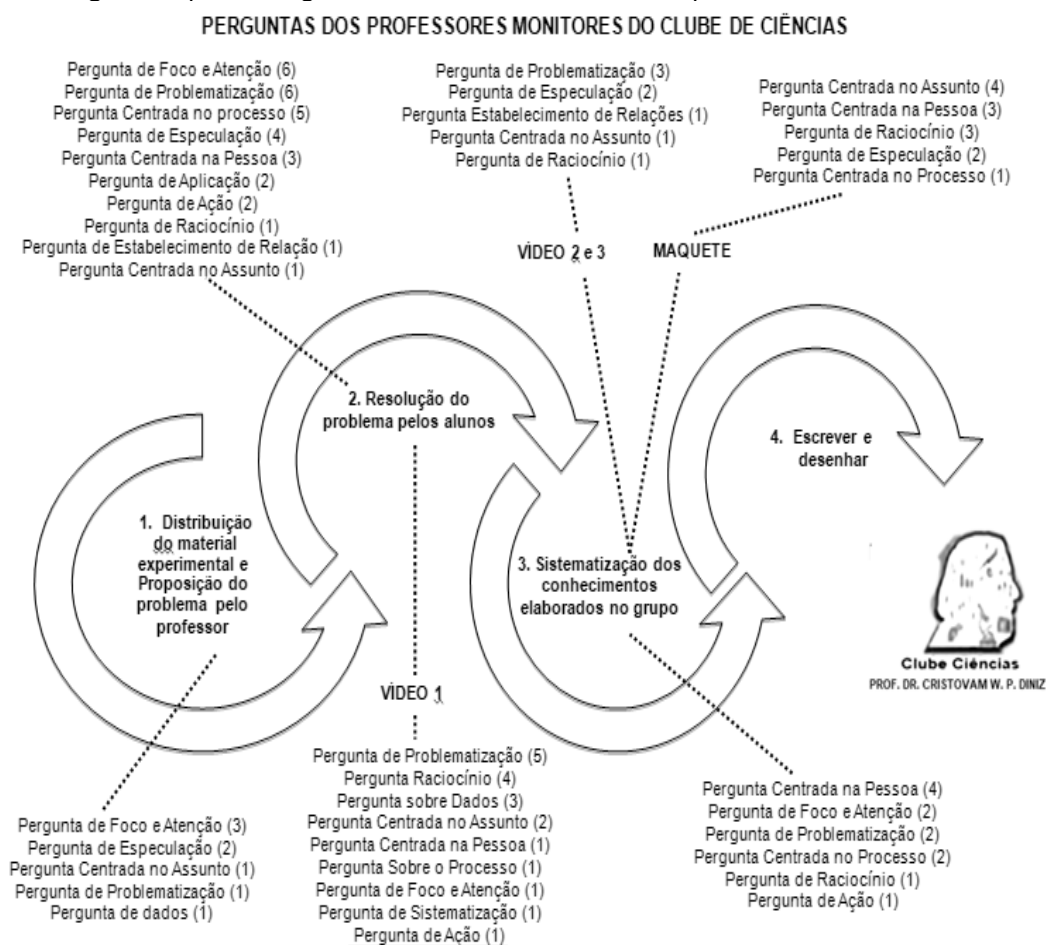 PERGUNTAS DOS PROFESSORES MONITORES DO CLUBE DE CIÊNCIAS
Pergunta de Foco e Atenção (6)
Pergunta de Problematização (6)
Pergunta Centrada no processo (5)
Pergunta de Especulação (4)
Pergunta Centrada na Pessoa (3)
Pergunta de Aplicação (2)
Pergunta de Ação (2)
Pergunta de Raciocínio (1)
Pergunta de Estabelecimento de Relação (1)
Pergunta Centrada no Assunto (1)
Pergunta de Problematização (3)
Pergunta de Especulação (2)
Pergunta Estabelecimento de Relações (1)
Pergunta Centrada no Assunto (1)
Pergunta de Raciocínio (1)
Pergunta Centrada no Assunto (4)
Pergunta Centrada na Pessoa (3)
Pergunta de Raciocínio (3)
Pergunta de Especulação (2)
Pergunta Centrada no Processo (1)
VÍDEO 2 e 3
MAQUETE
2. Resolução do
problema pelos alunos
4. Escrever e
desenhar
1. Distribuição
do material
experimental e
Proposição do
problema pelo
professor
3. Sistematização dos
conhecimentos
elaborados no grupo
Clube Ciências
PROF. DR. CRISTOVAM W. P. DINIZ
VÍDEO 1
Pergunta de Foco e Atenção (3)
Pergunta de Especulação (2)
Pergunta Centrada no Assunto (1)
Pergunta de Problematização (1)
Pergunta de dados (1)
Pergunta de Problematização (5)
Pergunta Raciocínio (4)
Pergunta sobre Dados (3)
Pergunta Centrada no Assunto (2)
Pergunta Centrada na Pessoa (1)
Pergunta Sobre o Processo (1)
Pergunta de Foco e Atenção (1)
Pergunta de Sistematização (1)
Pergunta de Ação (1)
Pergunta Centrada na Pessoa (4)
Pergunta de Foco e Atenção (2)
Pergunta de Problematização (2)
Pergunta Centrada no Processo (2)
Pergunta de Raciocínio (1)
Pergunta de Ação (1)